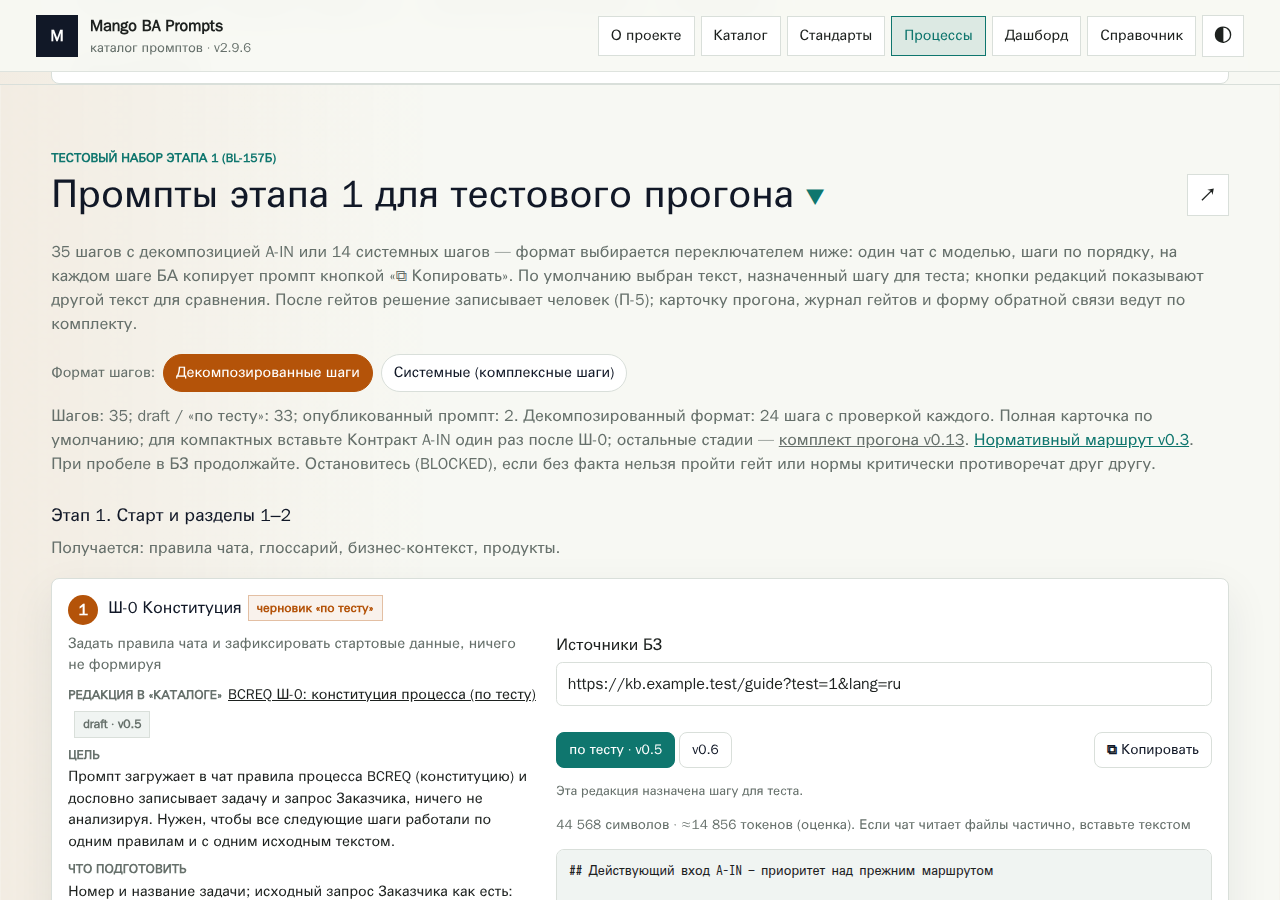 M
Mango BA Prompts
каталог промптов · v2.9.6
О проекте
Каталог
Стандарты
Процессы
Дашборд
Справочник
ТЕСТОВЫЙ НАБОР ЭТАПА 1 (BL-157Б)
Промпты этапа 1 для тестового прогона ▼
↗
35 шагов с декомпозицией A-IN или 14 системных шагов — формат выбирается переключателем ниже: один чат с моделью, шаги по порядку, на
каждом шаге БА копирует промпт кнопкой «⧉ Копировать». По умолчанию выбран текст, назначенный шагу для теста; кнопки редакций показывают
другой текст для сравнения. После гейтов решение записывает человек (П-5); карточку прогона, журнал гейтов и форму обратной связи ведут по
комплекту.
Формат шагов:
Декомпозированные шаги
Системные (комплексные шаги)
Шагов: 35; draft / «по тесту»: 33; опубликованный промпт: 2. Декомпозированный формат: 24 шага с проверкой каждого. Полная карточка по
умолчанию; для компактных вставьте Контракт A-IN один раз после Ш-0; остальные стадии — комплект прогона v0.13. Нормативный маршрут v0.3.
При пробеле в БЗ продолжайте. Остановитесь (BLOCKED), если без факта нельзя пройти гейт или нормы критически противоречат друг другу.
Этап 1. Старт и разделы 1–2
Получается: правила чата, глоссарий, бизнес-контекст, продукты.
1
Ш-0 Конституция
черновик «по тесту»
Задать правила чата и зафиксировать стартовые данные, ничего
не формируя
РЕДАКЦИЯ В «КАТАЛОГЕ» BCREQ Ш-0: конституция процесса (по тесту)
draft · v0.5
ЦЕЛЬ
Промпт загружает в чат правила процесса BCREQ (конституцию) и
дословно записывает задачу и запрос Заказчика, ничего не
анализируя. Нужен, чтобы все следующие шаги работали по
одним правилам и с одним исходным текстом.
ЧТО ПОДГОТОВИТЬ
Номер и название задачи; исходный запрос Заказчика как есть:
Источники БЗ
https://kb.example.test/guide?test=1&lang=ru
по тесту · v0.5
v0.6
⧉ Копировать
Эта редакция назначена шагу для теста.
44 568 символов · ≈14 856 токенов (оценка). Если чат читает файлы частично, вставьте текстом
## Действующий вход A-IN — приоритет над прежним маршрутом